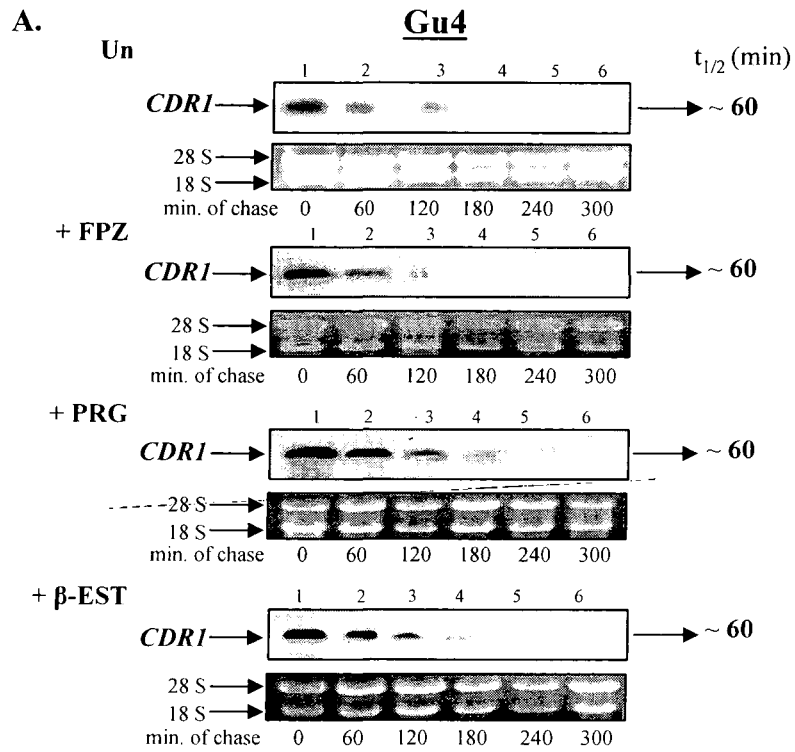 A.
Gu4
Un
t1/2 (min)
1 2 3 4 5 6
CDR1
~ 60
28 S
18 S
min. of chase 0 60 120 180 240 300
+ FPZ
1 2 3 4 5 6
CDR1
~ 60
28 S
18 S
min. of chase 0 60 120 180 240 300
+ PRG
1 2 3 4 5 6
CDR1
~ 60
28 S
18 S
min. of chase 0 60 120 180 240 300
+ β-EST
1 2 3 4 5 6
CDR1
~ 60
28 S
18 S
min. of chase 0 60 120 180 240 300